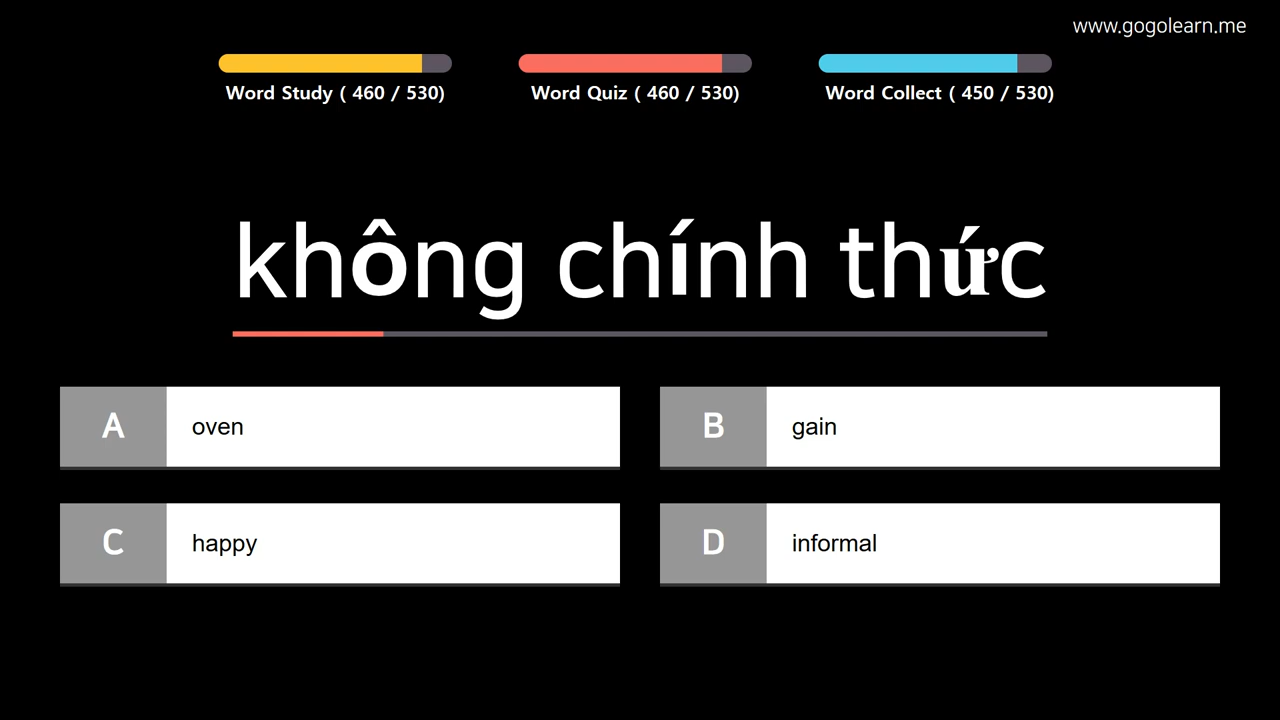 www.gogolearn.me
Word Study ( 460 / 530)
Word Quiz ( 460 / 530)
Word Collect ( 450 / 530)
không chính thức
A oven
B gain
C happy
D informal